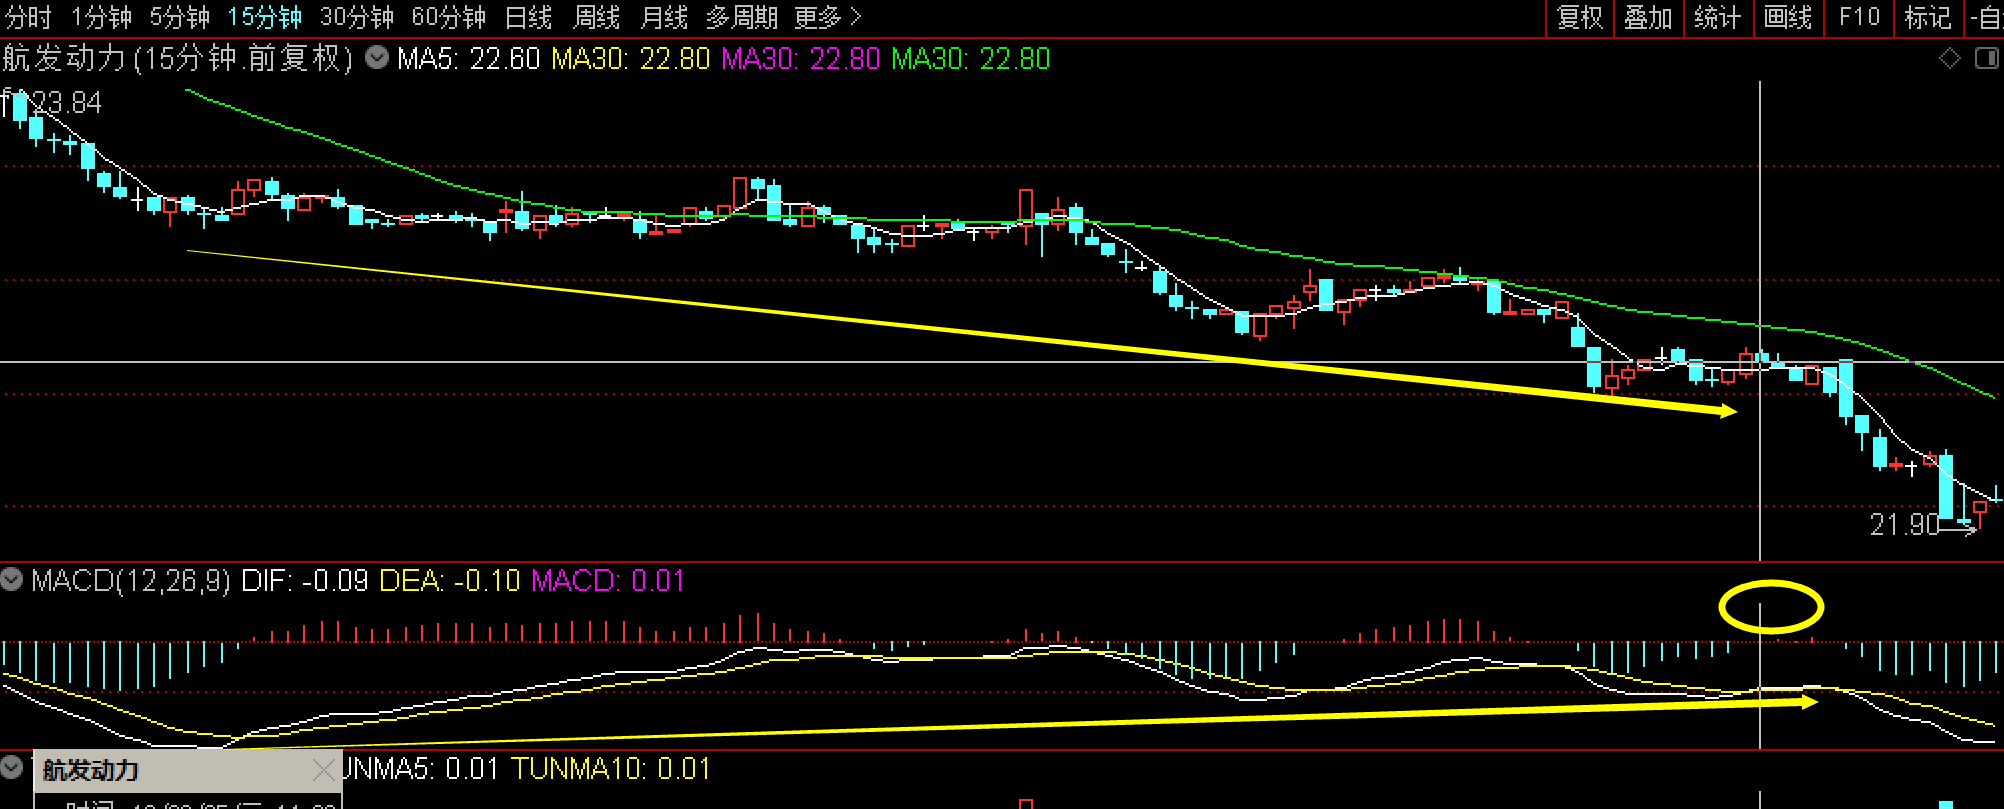 分时 1分钟 5分钟 15分钟 30分钟 60分钟 日线 周线 月线 多周期 更多 > 复权 叠加 统计 画线 F10 标记 -自
航发动力(15分钟.前复权) MA5: 22.60 MA30: 22.80 MA30: 22.80 MA30: 22.80
23.84
21.90
MACD(12,26,9) DIF: -0.09 DEA: -0.10 MACD: 0.01
航发动力 UNMA5: 0.01 TUNMA10: 0.01